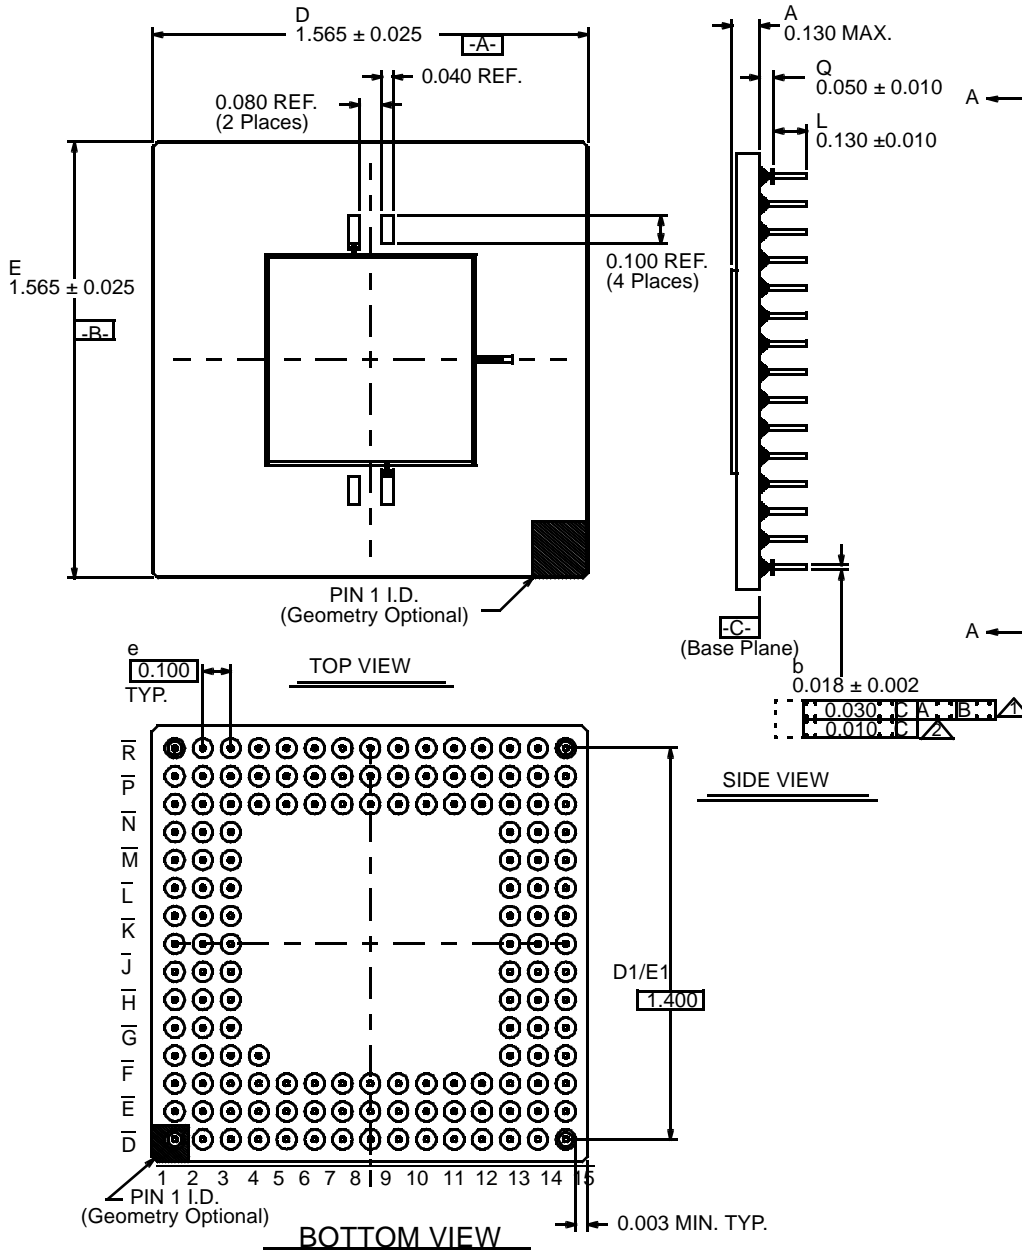 D
1.565 ± 0.025
-A-
0.040 REF.
0.080 REF.
(2 Places)
E
1.565 ± 0.025
-B-
0.100 REF.
(4 Places)
PIN 1 I.D.
(Geometry Optional)
TOP VIEW
A
0.130 MAX.
Q
0.050 ± 0.010
A
L
0.130 ±0.010
-C-
(Base Plane)
A
b
0.018 ± 0.002
0.030 C A B 1
0.010 C 2
SIDE VIEW
e
0.100
TYP.
R
P
N
M
L
K
J
H
G
F
E
D
D1/E1
1.400
1 2 3 4 5 6 7 8 9 10 11 12 13 14 15
PIN 1 I.D.
(Geometry Optional)
0.003 MIN. TYP.
BOTTOM VIEW